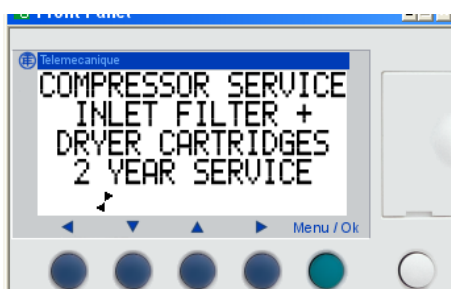 Front Panel
Telemecanique
COMPRESSOR SERVICE
INLET FILTER +
DRYER CARTRIDGES
2 YEAR SERVICE
Menu / Ok